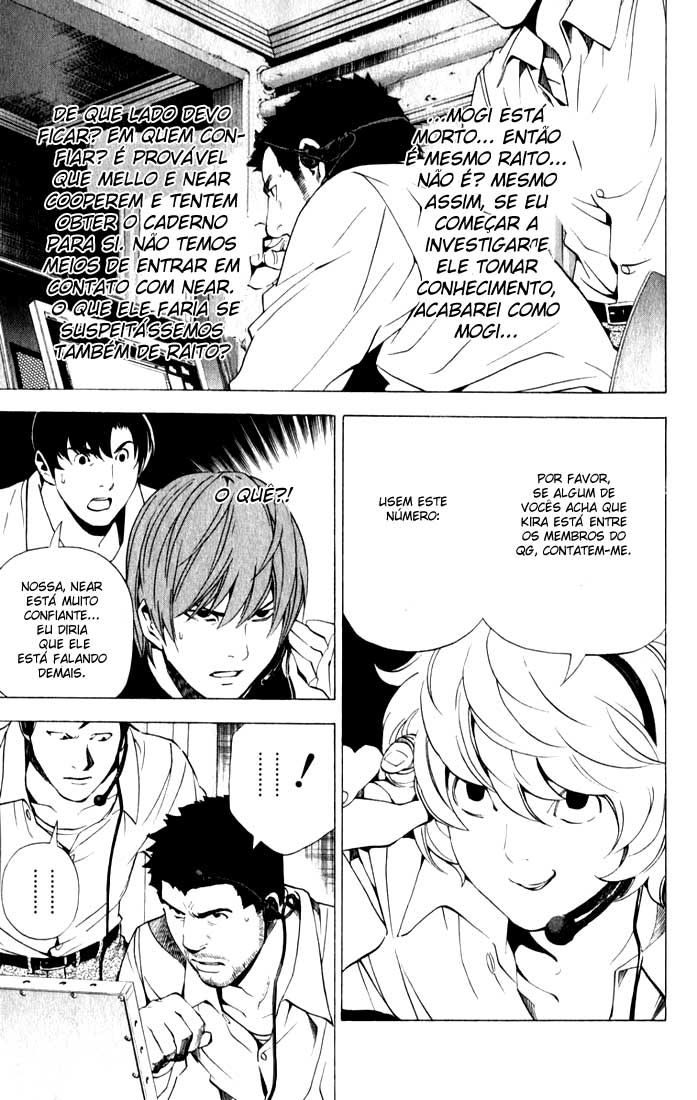 ...MOGI ESTÁ
MORTO... ENTÃO
É MESMO RAITO...
NÃO É? MESMO
ASSIM, SE EU
COMEÇAR A
INVESTIGAR E
ELE TOMAR
CONHECIMENTO,
ACABAREI COMO
MOGI...
DE QUE LADO DEVO
FICAR? EM QUEM CON-
FIAR? É PROVÁVEL
QUE MELLO E NEAR
COOPEREM E TENTEM
OBTER O CADERNO
PARA SI. NÃO TEMOS
MEIOS DE ENTRAR EM
CONTATO COM NEAR.
O QUE ELE FARIA SE
SUSPEITÁSSEMOS
TAMBÉM DE RAITO?
POR FAVOR,
SE ALGUM DE
VOCÊS ACHA QUE
KIRA ESTÁ ENTRE
OS MEMBROS DO
QG, CONTATEM-ME.
USEM ESTE
NÚMERO:
O QUÊ?!
NOSSA, NEAR
ESTÁ MUITO
CONFIANTE...
EU DIRIA
QUE ELE
ESTÁ FALANDO
DEMAIS.
!
......
......